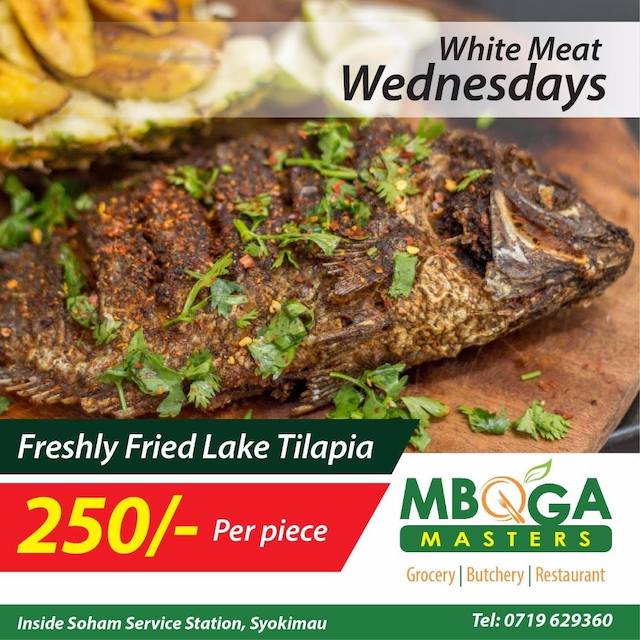 White Meat
Wednesdays
Freshly Fried Lake Tilapia
250/- Per piece
MBOGA
MASTERS
Grocery | Butchery | Restaurant
Inside Soham Service Station, Syokimau
Tel: 0719 629360